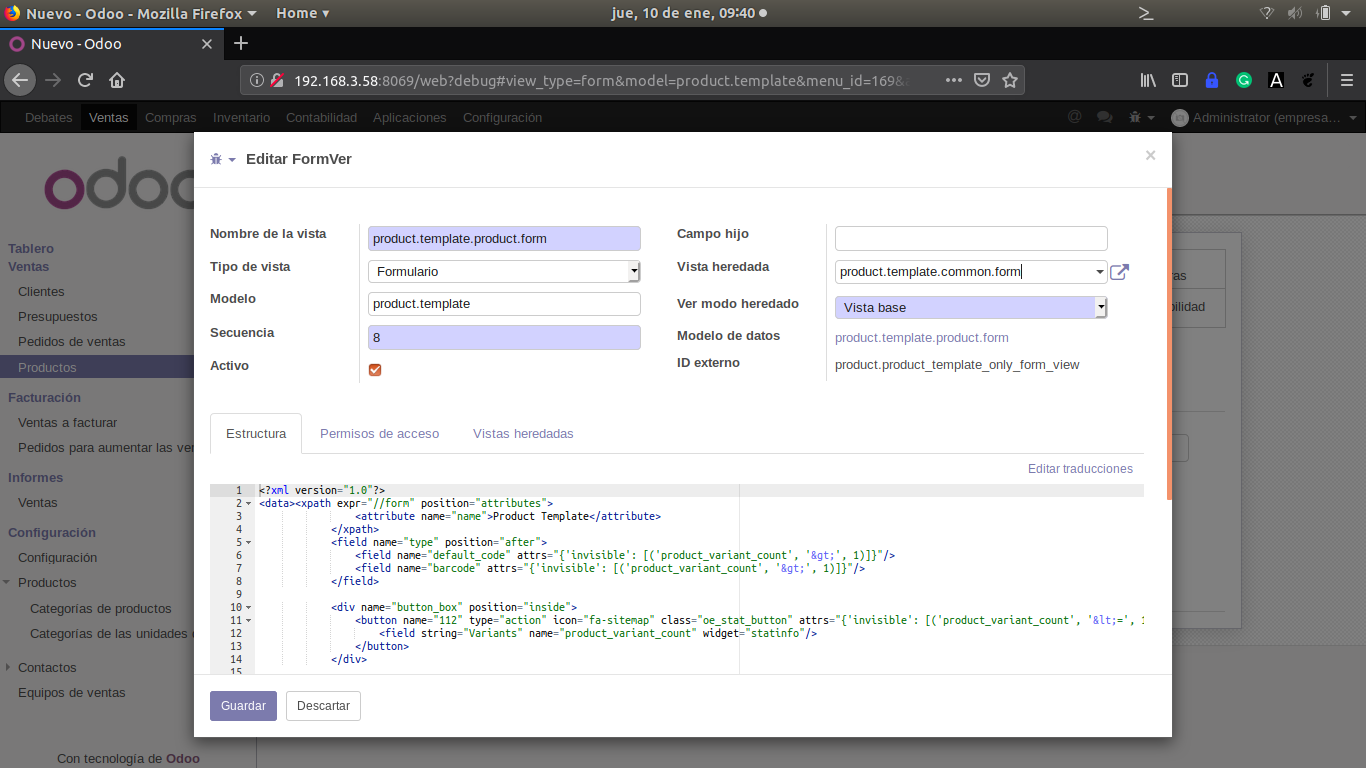 Nuevo - Odoo - Mozilla Firefox
Home
jue, 10 de ene, 09:40
Nuevo - Odoo
192.168.3.58:8069/web?debug#view_type=form&model=product.template&menu_id=169&
Debates Ventas Compras Inventario Contabilidad Aplicaciones Configuración
@
Administrator (empresa...
odoo
Tablero
Ventas
Clientes
Presupuestos
Pedidos de ventas
Productos
Facturación
Ventas a facturar
Pedidos para aumentar las ve
Informes
Ventas
Configuración
Configuración
Productos
Categorías de productos
Categorías de las unidades
Contactos
Equipos de ventas
Con tecnología de Odoo
Editar FormVer
×
Nombre de la vista
product.template.product.form
Tipo de vista
Formulario
Modelo
product.template
Secuencia
8
Activo
Campo hijo
Vista heredada
product.template.common.form
Ver modo heredado
Vista base
Modelo de datos
product.template.product.form
ID externo
product.product_template_only_form_view
Estructura Permisos de acceso Vistas heredadas
Editar traducciones
1 <?xml version="1.0"?>
2 <data><xpath expr="//form" position="attributes">
3 <attribute name="name">Product Template</attribute>
4 </xpath>
5 <field name="type" position="after">
6 <field name="default_code" attrs="{'invisible': [('product_variant_count', '&gt;', 1)]}"/>
7 <field name="barcode" attrs="{'invisible': [('product_variant_count', '&gt;', 1)]}"/>
8 </field>
9
10 <div name="button_box" position="inside">
11 <button name="112" type="action" icon="fa-sitemap" class="oe_stat_button" attrs="{'invisible': [('product_variant_count', '&lt;=', 1
12 <field string="Variants" name="product_variant_count" widget="statinfo"/>
13 </button>
14 </div>
15
Guardar
Descartar
as
ilidad